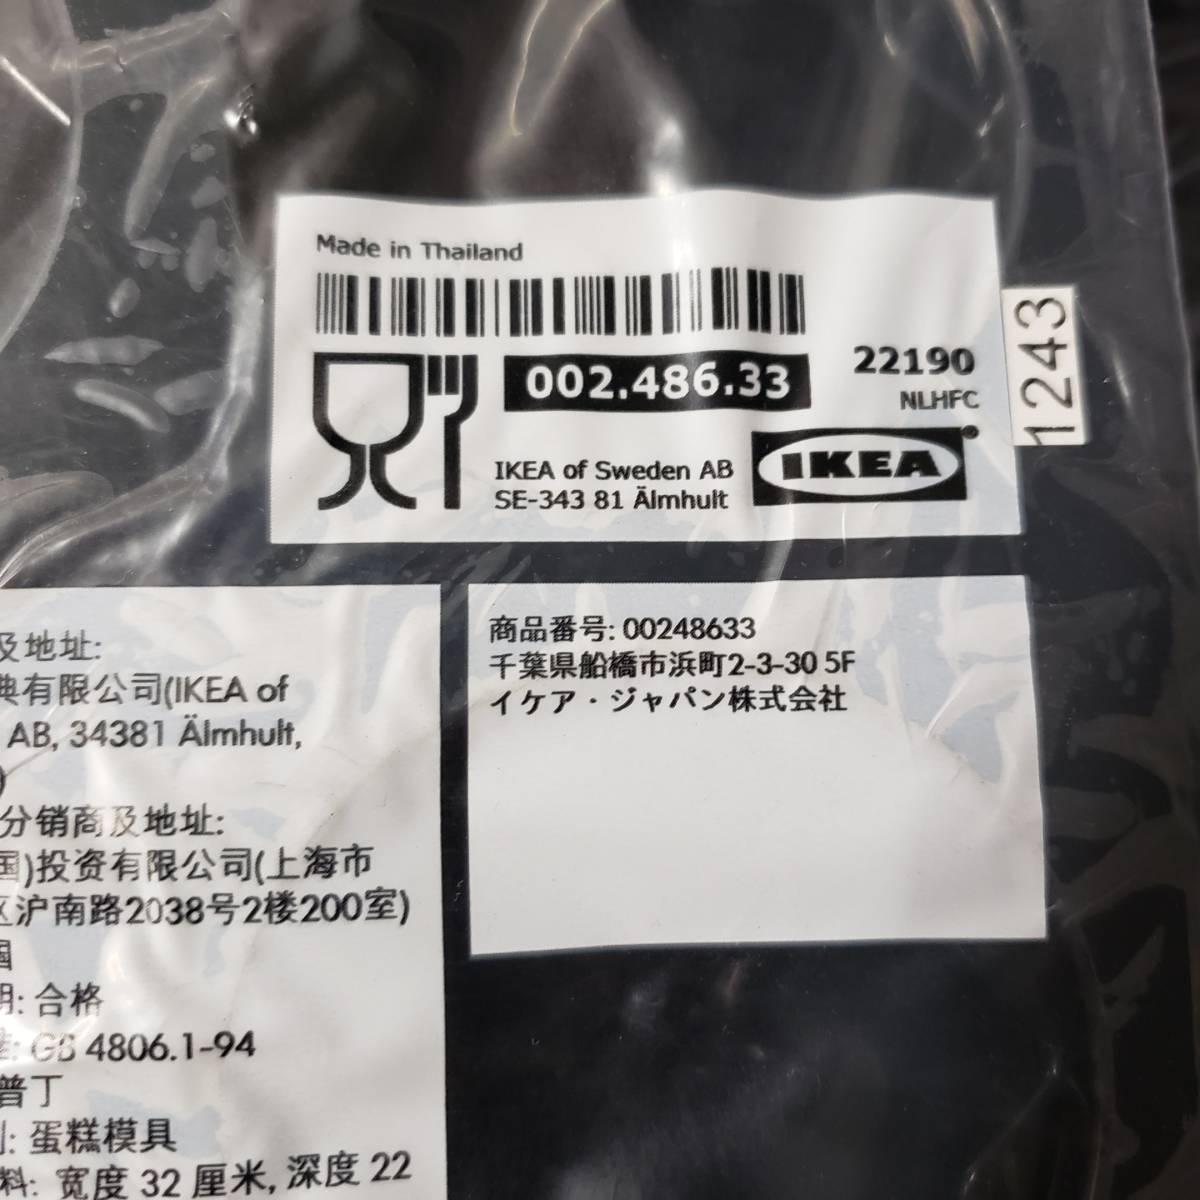 Made in Thailand
002.486.33
22190
NLHFC
1243
IKEA of Sweden AB
SE-343 81 Älmhult
IKEA
及地址:
典有限公司(IKEA of
AB, 34381 Älmhult,
)
分销商及地址:
国)投资有限公司(上海市
区沪南路2038号2楼200室)
国
明: 合格
GB 4806.1-94
普丁
蛋糕模具
料: 宽度 32 厘米, 深度 22
商品番号: 00248633
千葉県船橋市浜町2-3-30 5F
イケア・ジャパン株式会社